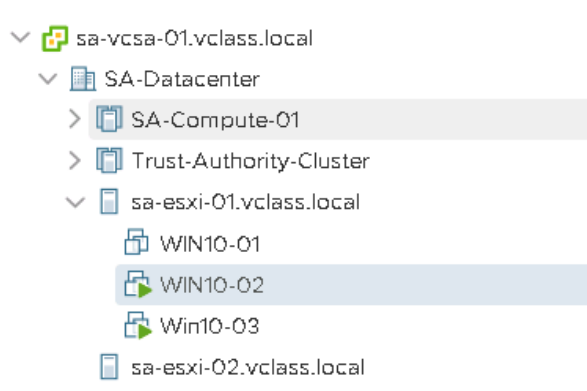 sa-vcsa-01.vclass.local
SA-Datacenter
SA-Compute-01
Trust-Authority-Cluster
sa-esxi-01.vclass.local
WIN10-01
WIN10-02
Win10-03
sa-esxi-02.vclass.local